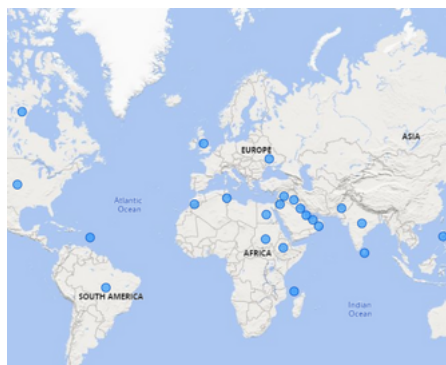 ASIA
EUROPE
Atlantic
Ocean
AFRICA
SOUTH AMERICA
Indian
Ocean